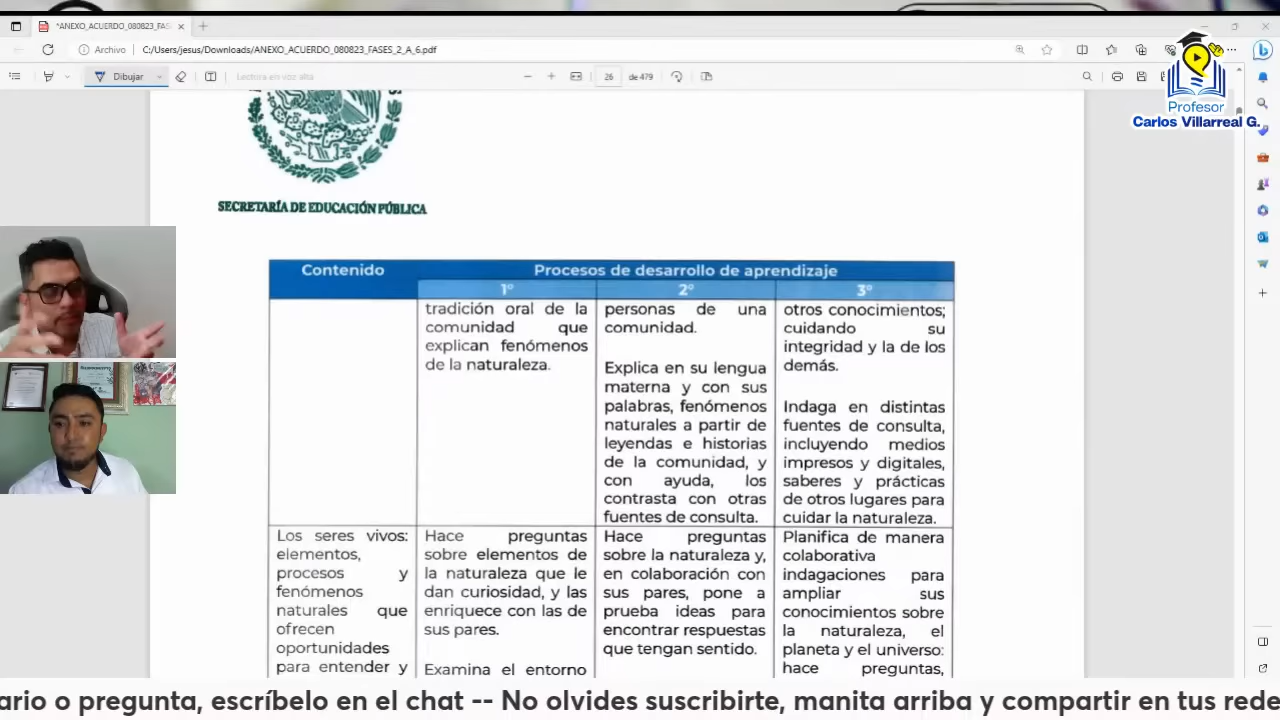 *ANEXO_ACUERDO_080823_FAS
Archivo
C:/Users/jesus/Downloads/ANEXO_ACUERDO_080823_FASES_2_A_6.pdf
Dibujar
Lectura en voz alta
26
de 479
Profesor
Carlos Villarreal G.
SECRETARÍA DE EDUCACIÓN PÚBLICA
Contenido
Procesos de desarrollo de aprendizaje
1°
2°
3°
tradición oral de la
comunidad que
explican fenómenos
de la naturaleza.
personas de una
comunidad.
Explica en su lengua
materna y con sus
palabras, fenómenos
naturales a partir de
leyendas e historias
de la comunidad, y
con ayuda, los
contrasta con otras
fuentes de consulta.
otros conocimientos;
cuidando su
integridad y la de los
demás.
Indaga en distintas
fuentes de consulta,
incluyendo medios
impresos y digitales,
saberes y prácticas
de otros lugares para
cuidar la naturaleza.
Los seres vivos:
elementos,
procesos y
fenómenos
naturales que
ofrecen
oportunidades
para entender y
Hace preguntas
sobre elementos de
la naturaleza que le
dan curiosidad, y las
enriquece con las de
sus pares.
Examina el entorno
Hace preguntas
sobre la naturaleza y,
en colaboración con
sus pares, pone a
prueba ideas para
encontrar respuestas
que tengan sentido.
Planifica de manera
colaborativa
indagaciones para
ampliar sus
conocimientos sobre
la naturaleza, el
planeta y el universo:
hace preguntas,
ario o pregunta, escríbelo en el chat -- No olvides suscribirte, manita arriba y compartir en tus rede